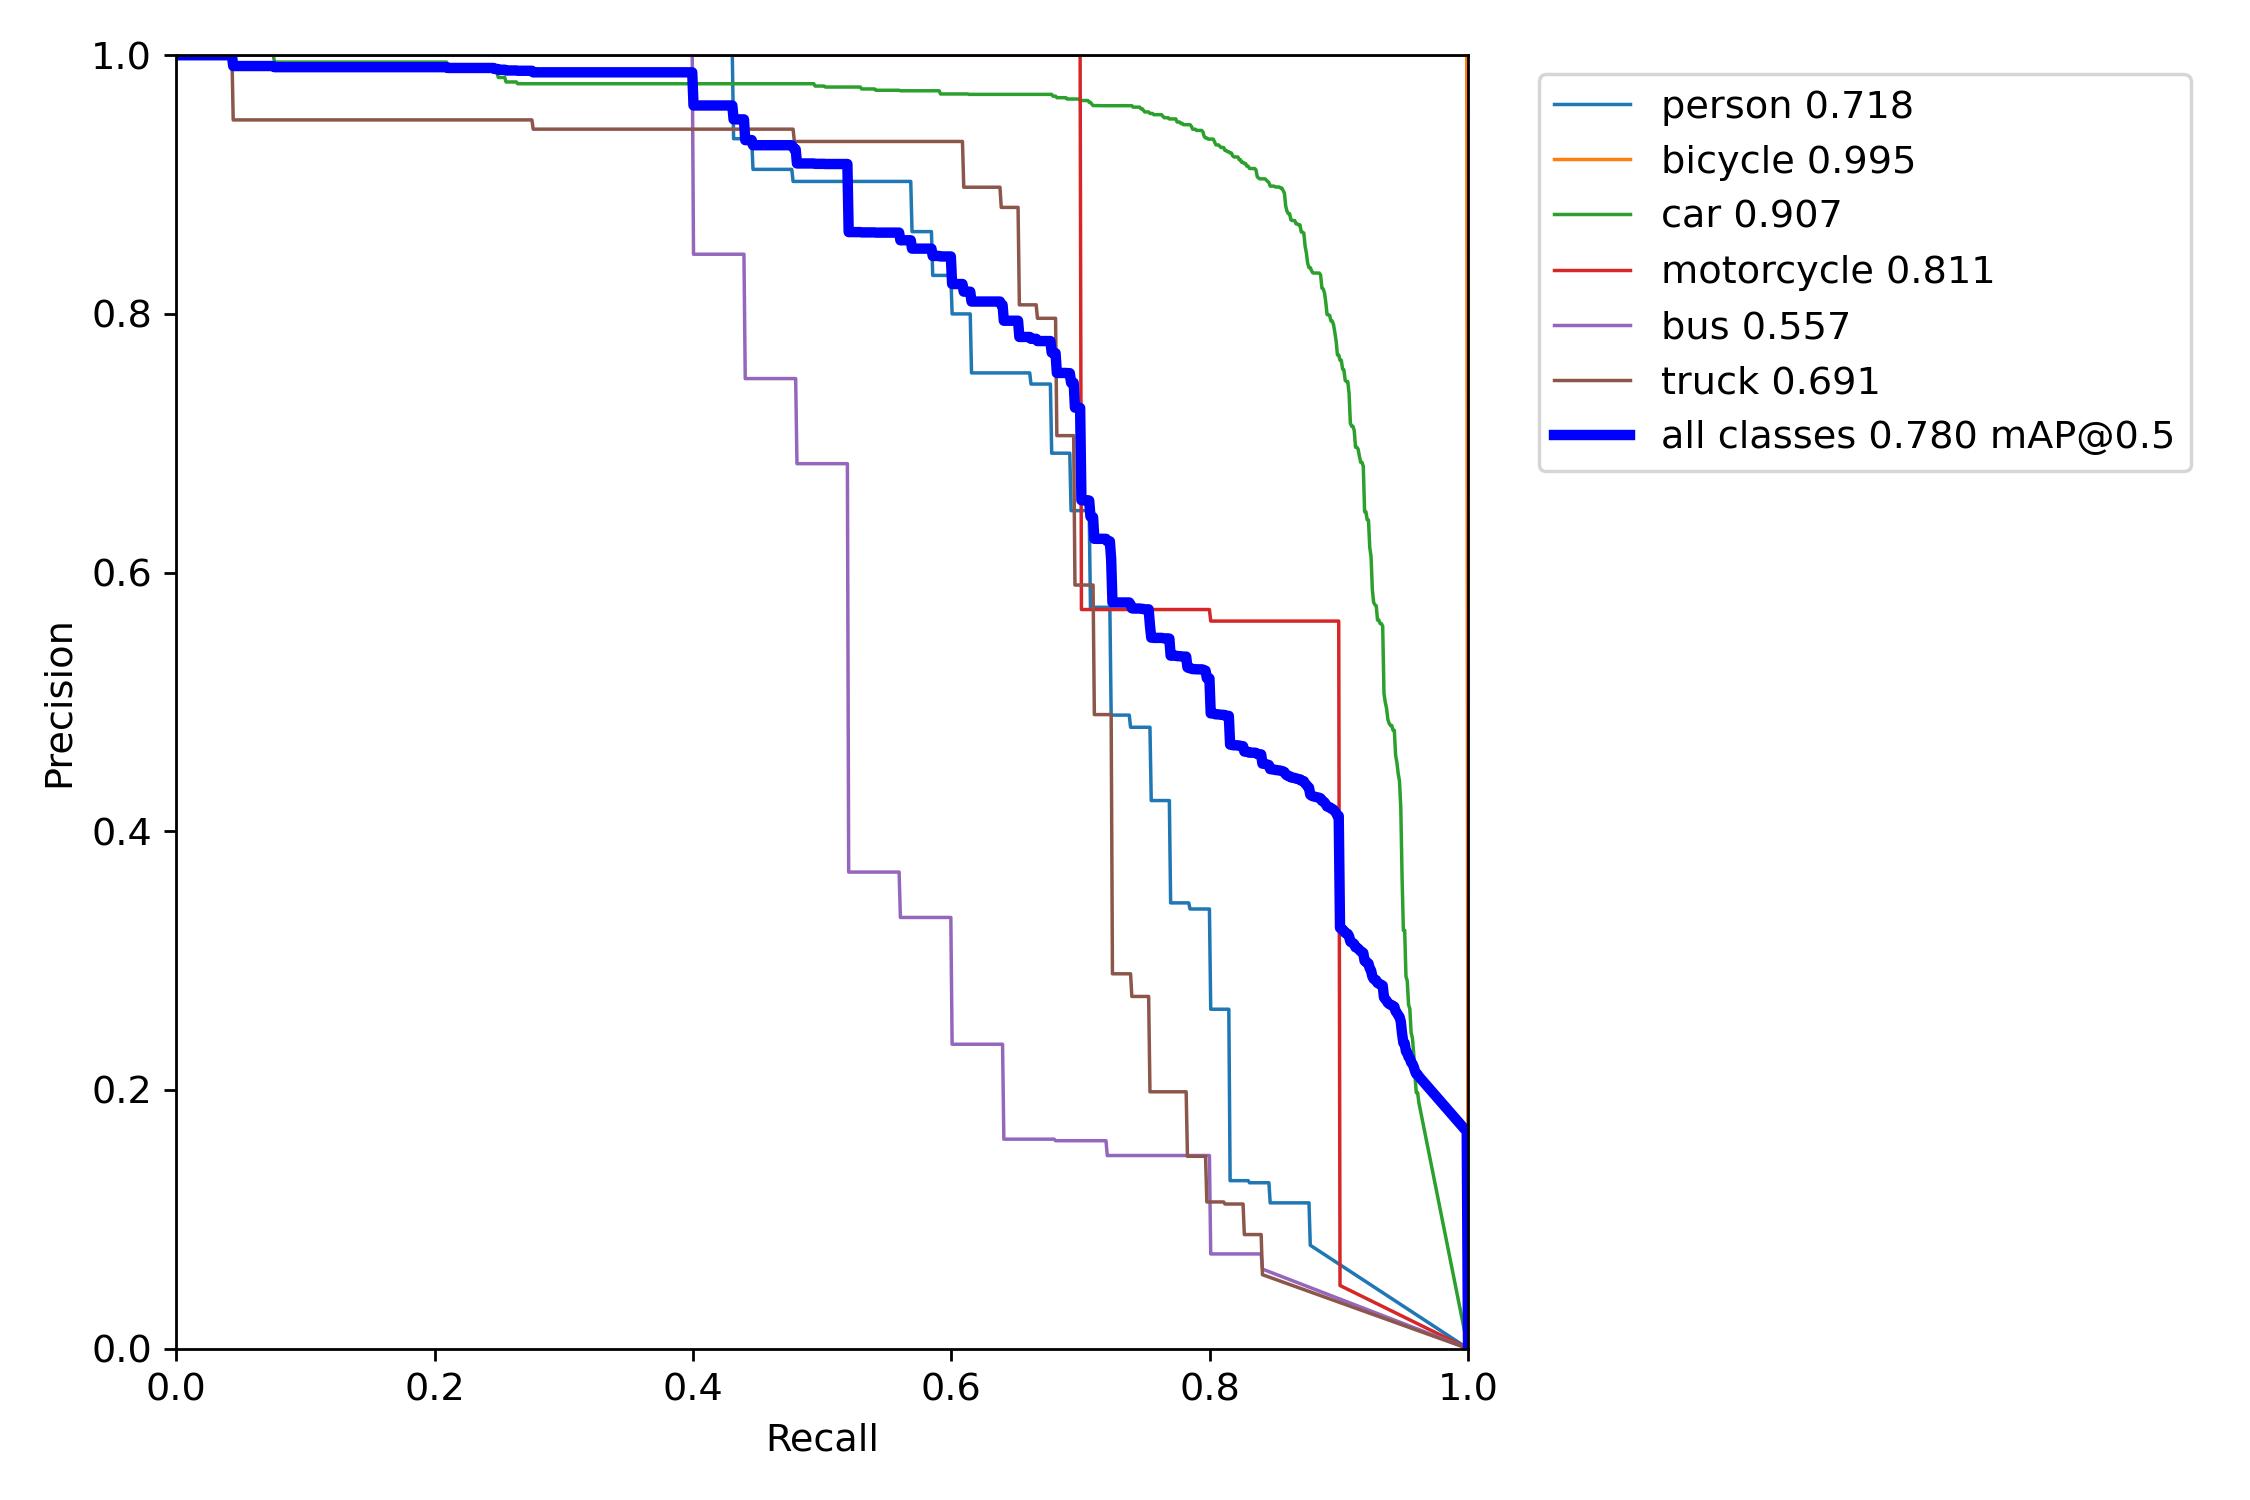 1.0
0.8
0.6
0.4
0.2
0.0
0.0 0.2 0.4 0.6 0.8 1.0
Precision
Recall
person 0.718
bicycle 0.995
car 0.907
motorcycle 0.811
bus 0.557
truck 0.691
all classes 0.780 mAP@0.5